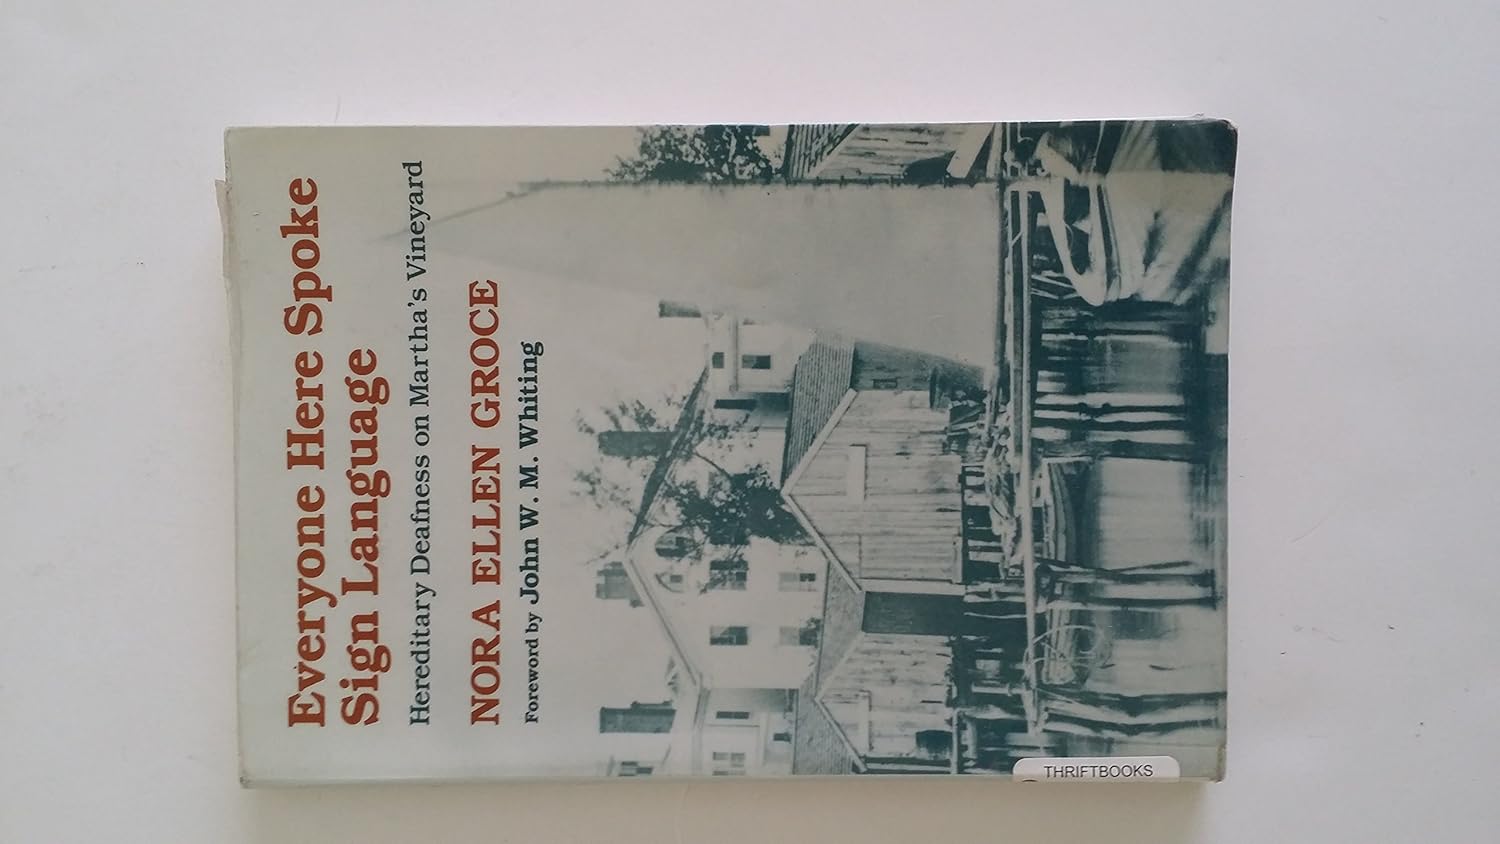 Everyone Here Spoke
Sign Language
Hereditary Deafness on Martha's Vineyard
NORA ELLEN GROCE
Foreword by John W. M. Whiting
THRIFTBOOKS